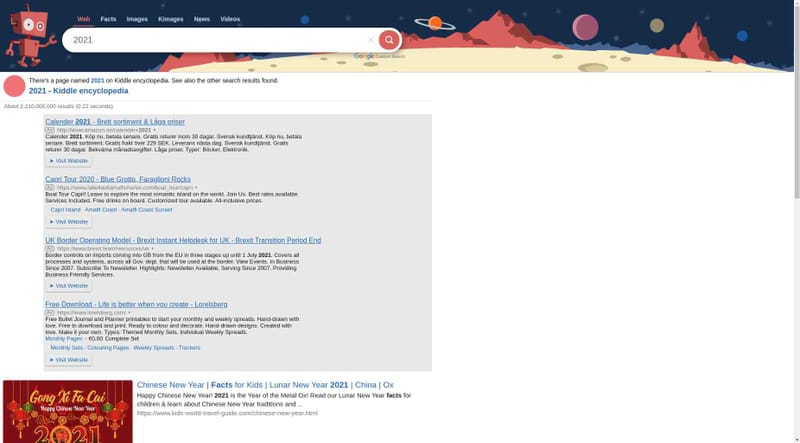 Web Facts Images Kimages News Videos
2021
Google Custom Search
There's a page named 2021 on Kiddle encyclopedia. See also the other search results found.
2021 - Kiddle encyclopedia
About 2,210,000,000 results (0.22 seconds)
Calender 2021 - Brett sortiment & Låga priser
Ad http://www.amazon.se/calender+2021
Calender 2021. Köp nu, betala senare. Gratis returer inom 30 dagar. Svensk kundtjänst. Köp
nu, betala senare. Brett sortiment. Gratis frakt över 229 SEK. Leverans nästa dag. Svensk kundtjänst. Gratis
returer 30 dagar. Bekväma månadsavgifter. Låga priser. Typer: Böcker, Elektronik.
► Visit Website
Capri Tour 2020 - Blue Grotto, Faraglioni Rocks
Ad
Boat Tour Capri! Leave to explore the most romantic island on the world. Join Us. Best rates available.
Services Included. Free drinks on board. Customized tour available. All-inclusive prices.
Capri Island · Amalfi Coast · Amalfi Coast Sunset
► Visit Website
UK Border Operating Model - Brexit Instant Helpdesk for UK - Brexit Transition Period End
Ad https://www.brexit.team/resources/uk
Border controls on imports coming into GB from the EU in three stages up until 1 July 2021. Covers all
processes and systems, across all Gov. dept. that will be used at the border. View Events. In Business
Since 2007. Subscribe To Newsletter. Highlights: Newsletter Available, Serving Since 2007, Providing
Business Friendly Services.
► Visit Website
Free Download - Life is better when you create - Lorelsberg
Ad https://www.lorelsberg.com/
Free Bullet Journal and Planner printables to start your monthly and weekly spreads. Hand-drawn with
love. Free to download and print. Ready to colour and decorate. Hand-drawn designs. Created with
love. Make it your own. Types: Themed Monthly Sets, Individual Weekly Spreads.
Monthly Pages - €0.00 Complete Set
Monthly Sets · Colouring Pages · Weekly Spreads · Trackers
► Visit Website
Gong Xi Fa Cai
Happy Chinese New Year
2021
Chinese New Year | Facts for Kids | Lunar New Year 2021 | China | Ox
Happy Chinese New Year! 2021 is the Year of the Metal Ox! Read our Lunar New Year facts for
children & learn about Chinese New Year traditions and ...
https://www.kids-world-travel-guide.com/chinese-new-year.html